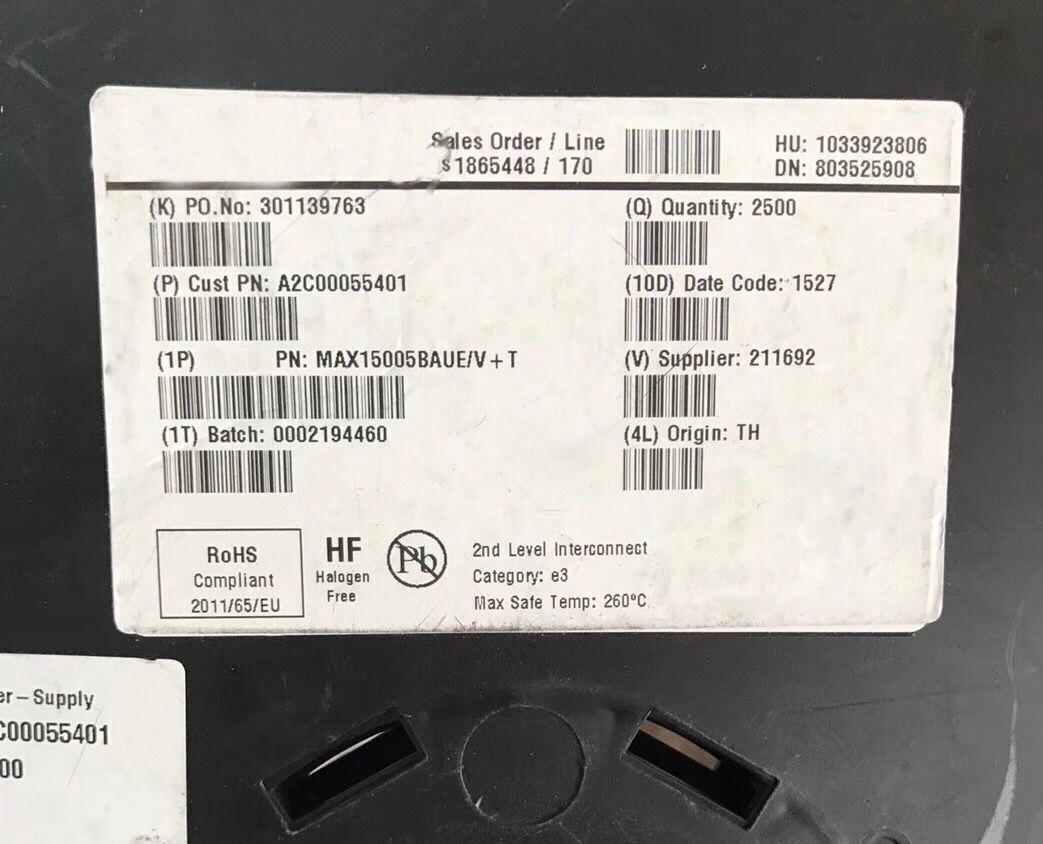 Sales Order / Line
s1865448 / 170
HU: 1033923806
DN: 803525908
(K) PO.No: 301139763
(Q) Quantity: 2500
(P) Cust PN: A2C00055401
(10D) Date Code: 1527
(1P) PN: MAX15005BAUE/V+T
(V) Supplier: 211692
(1T) Batch: 0002194460
(4L) Origin: TH
RoHS
Compliant
2011/65/EU
HF
Halogen
Free
Pb
2nd Level Interconnect
Category: e3
Max Safe Temp: 260ºC
er-Supply
C00055401
00